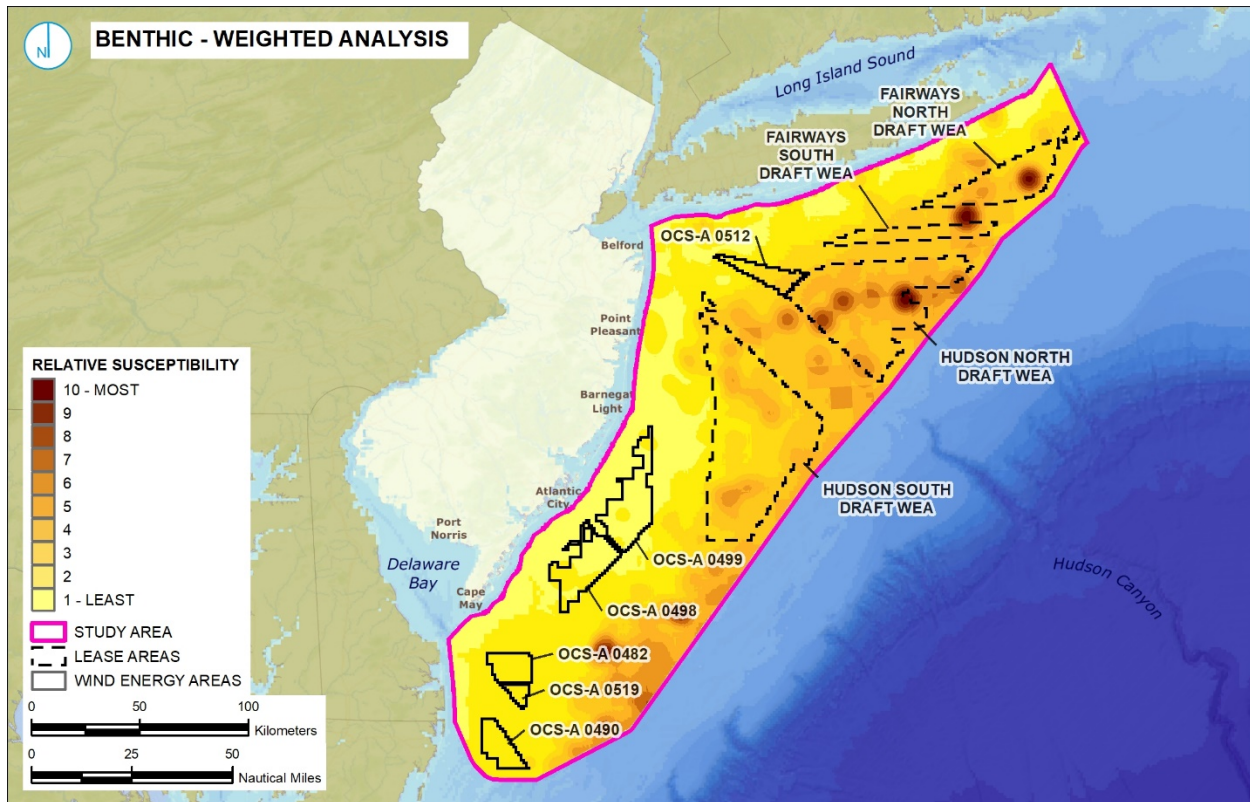 N
BENTHIC - WEIGHTED ANALYSIS
Long Island Sound
FAIRWAYS
NORTH
DRAFT WEA
FAIRWAYS
SOUTH
DRAFT WEA
OCS-A 0512
Belford
Point
Pleasant
HUDSON NORTH
DRAFT WEA
Barnegat
Light
HUDSON SOUTH
DRAFT WEA
Atlantic
City
Port
Norris
Delaware
Bay
Cape
May
OCS-A 0499
OCS-A 0498
Hudson Canyon
OCS-A 0482
OCS-A 0519
OCS-A 0490
RELATIVE SUSCEPTIBILITY
10 - MOST
9
8
7
6
5
4
3
2
1 - LEAST
STUDY AREA
LEASE AREAS
WIND ENERGY AREAS
0 50 100
Kilometers
0 25 50
Nautical Miles